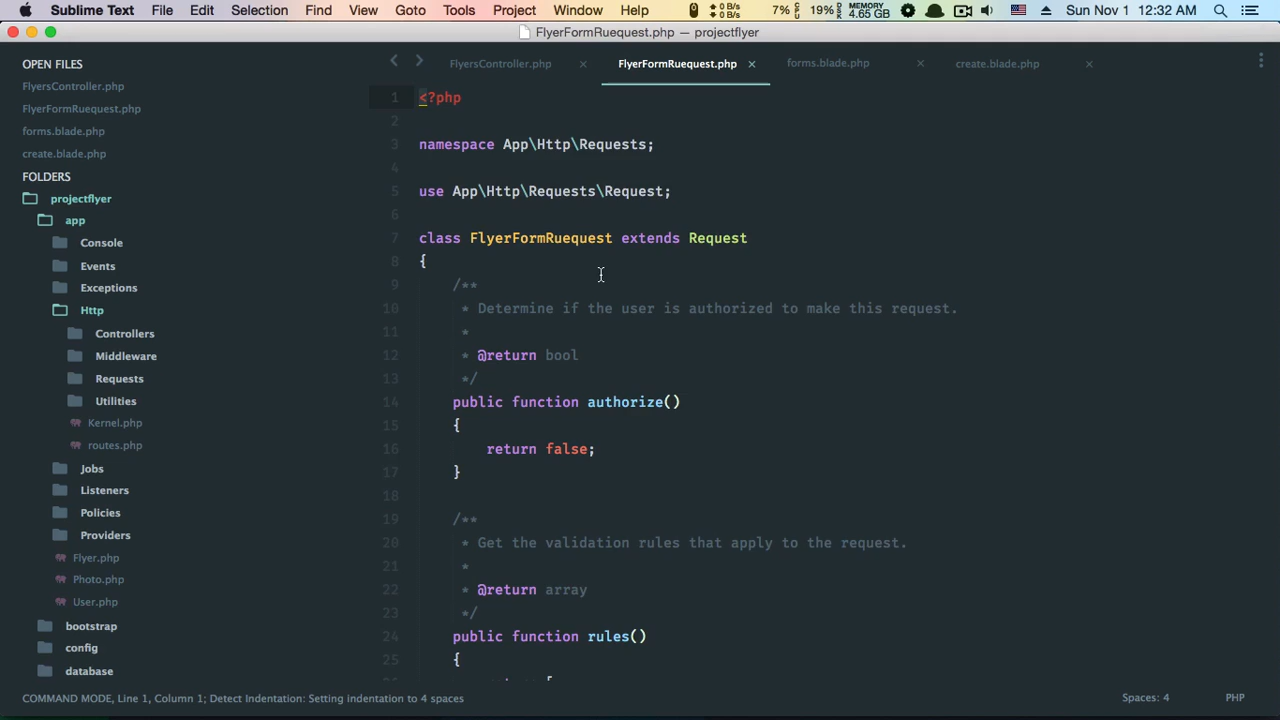 Sublime Text File Edit Selection Find View Goto Tools Project Window Help 0 B/s 0 B/s 7% 19% MEMORY 4.65 GB Sun Nov 1 12:32 AM
FlyerFormRuequest.php — projectflyer
OPEN FILES
FlyersController.php
FlyerFormRuequest.php
forms.blade.php
create.blade.php
FOLDERS
projectflyer
app
Console
Events
Exceptions
Http
Controllers
Middleware
Requests
Utilities
Kernel.php
routes.php
Jobs
Listeners
Policies
Providers
Flyer.php
Photo.php
User.php
bootstrap
config
database
FlyersController.php × FlyerFormRuequest.php × forms.blade.php × create.blade.php ×
1 <?php
2
3 namespace App\Http\Requests;
4
5 use App\Http\Requests\Request;
6
7 class FlyerFormRuequest extends Request
8 {
9 /**
10 * Determine if the user is authorized to make this request.
11 *
12 * @return bool
13 */
14 public function authorize()
15 {
16 return false;
17 }
18
19 /**
20 * Get the validation rules that apply to the request.
21 *
22 * @return array
23 */
24 public function rules()
25 {
COMMAND MODE, Line 1, Column 1; Detect Indentation: Setting indentation to 4 spaces Spaces: 4 PHP